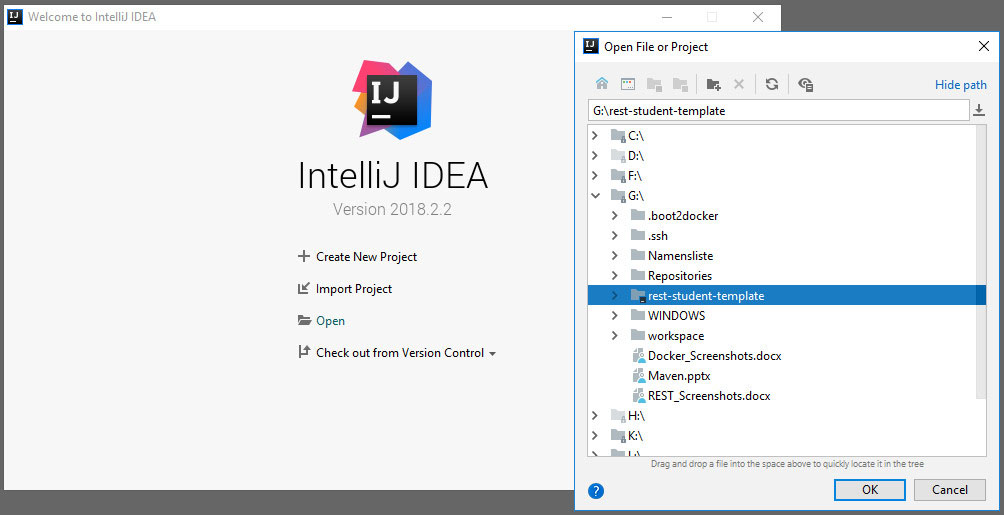 Welcome to IntelliJ IDEA
IJ
IntelliJ IDEA
Version 2018.2.2
Create New Project
Import Project
Open
Check out from Version Control
Open File or Project
Hide path
G:\rest-student-template
C:\
D:\
F:\
G:\
.boot2docker
.ssh
Namensliste
Repositories
rest-student-template
WINDOWS
workspace
Docker_Screenshots.docx
Maven.pptx
REST_Screenshots.docx
H:\
K:\
Drag and drop a file into the space above to quickly locate it in the tree
?
OK
Cancel